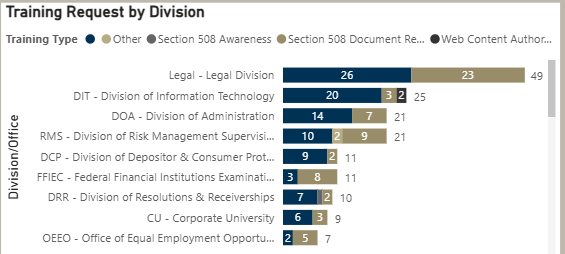 Training Request by Division
Training Type Other Section 508 Awareness Section 508 Document Re... Web Content Author...
Division/Office
Legal - Legal Division 26 23 49
DIT - Division of Information Technology 20 3 2 25
DOA - Division of Administration 14 7 21
RMS - Division of Risk Management Supervisi... 10 2 9 21
DCP - Division of Depositor & Consumer Prot... 9 2 11
FFIEC - Federal Financial Institutions Examinati... 3 8 11
DRR - Division of Resolutions & Receiverships 7 2 10
CU - Corporate University 6 3 9
OEEO - Office of Equal Employment Opportu... 2 5 7